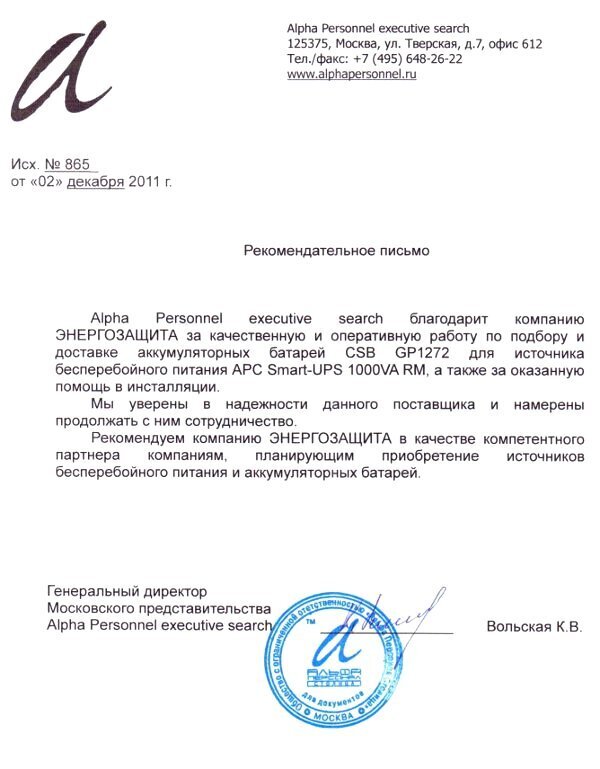 a
Alpha Personnel executive search
125375, Москва, ул. Тверская, д.7, офис 612
Тел./факс: +7 (495) 648-26-22
www.alphapersonnel.ru
Исх. № 865
от «02» декабря 2011 г.
Рекомендательное письмо
Alpha Personnel executive search благодарит компанию
ЭНЕРГОЗАЩИТА за качественную и оперативную работу по подбору и
доставке аккумуляторных батарей CSB GP1272 для источника
бесперебойного питания APC Smart-UPS 1000VA RM, а также за оказанную
помощь в инсталляции.
Мы уверены в надежности данного поставщика и намерены
продолжать с ним сотрудничество.
Рекомендуем компанию ЭНЕРГОЗАЩИТА в качестве компетентного
партнера компаниям, планирующим приобретение источников
бесперебойного питания и аккумуляторных батарей.
Генеральный директор
Московского представительства
Alpha Personnel executive search
Вольская К.В.
Общество с ограниченной ответственностью
TM
a
АЛЬФА
ПЕРСОНАЛ
СТОЛИЦА
для документов
МОСКВА